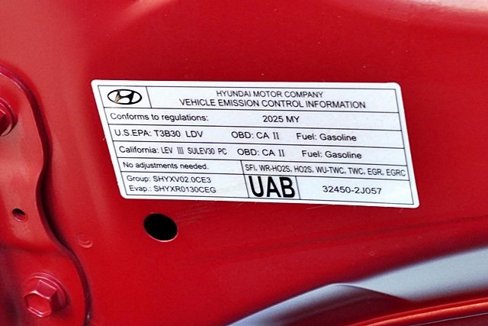 HYUNDAI MOTOR COMPANY
VEHICLE EMISSION CONTROL INFORMATION
Conforms to regulations: 2025 MY
U.S.EPA: T3B30 LDV OBD: CA II Fuel: Gasoline
California: LEV III SULEV30 PC OBD: CA II Fuel: Gasoline
No adjustments needed. SFI, WR-HO2S, HO2S, WU-TWC, TWC, EGR, EGRC
Group: SHYXV02.0CE3
Evap.: SHYXR0130CEG
UAB 32450-2J057